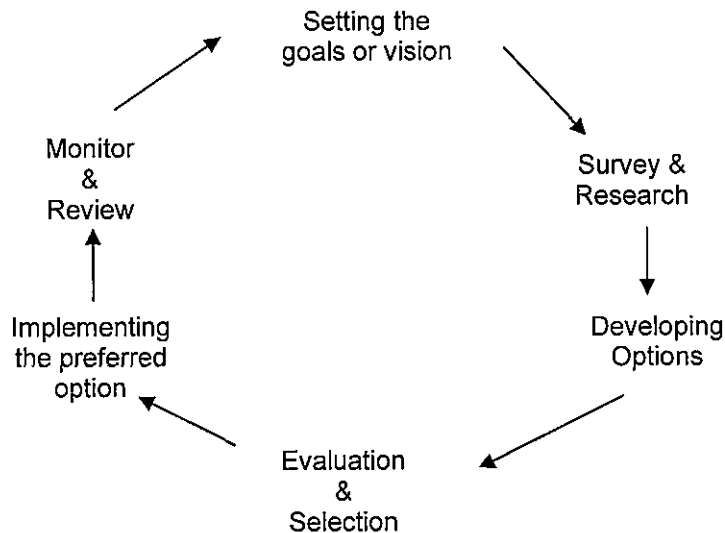 Setting the
goals or vision
Survey &
Research
Developing
Options
Evaluation
&
Selection
Implementing
the preferred
option
Monitor
&
Review